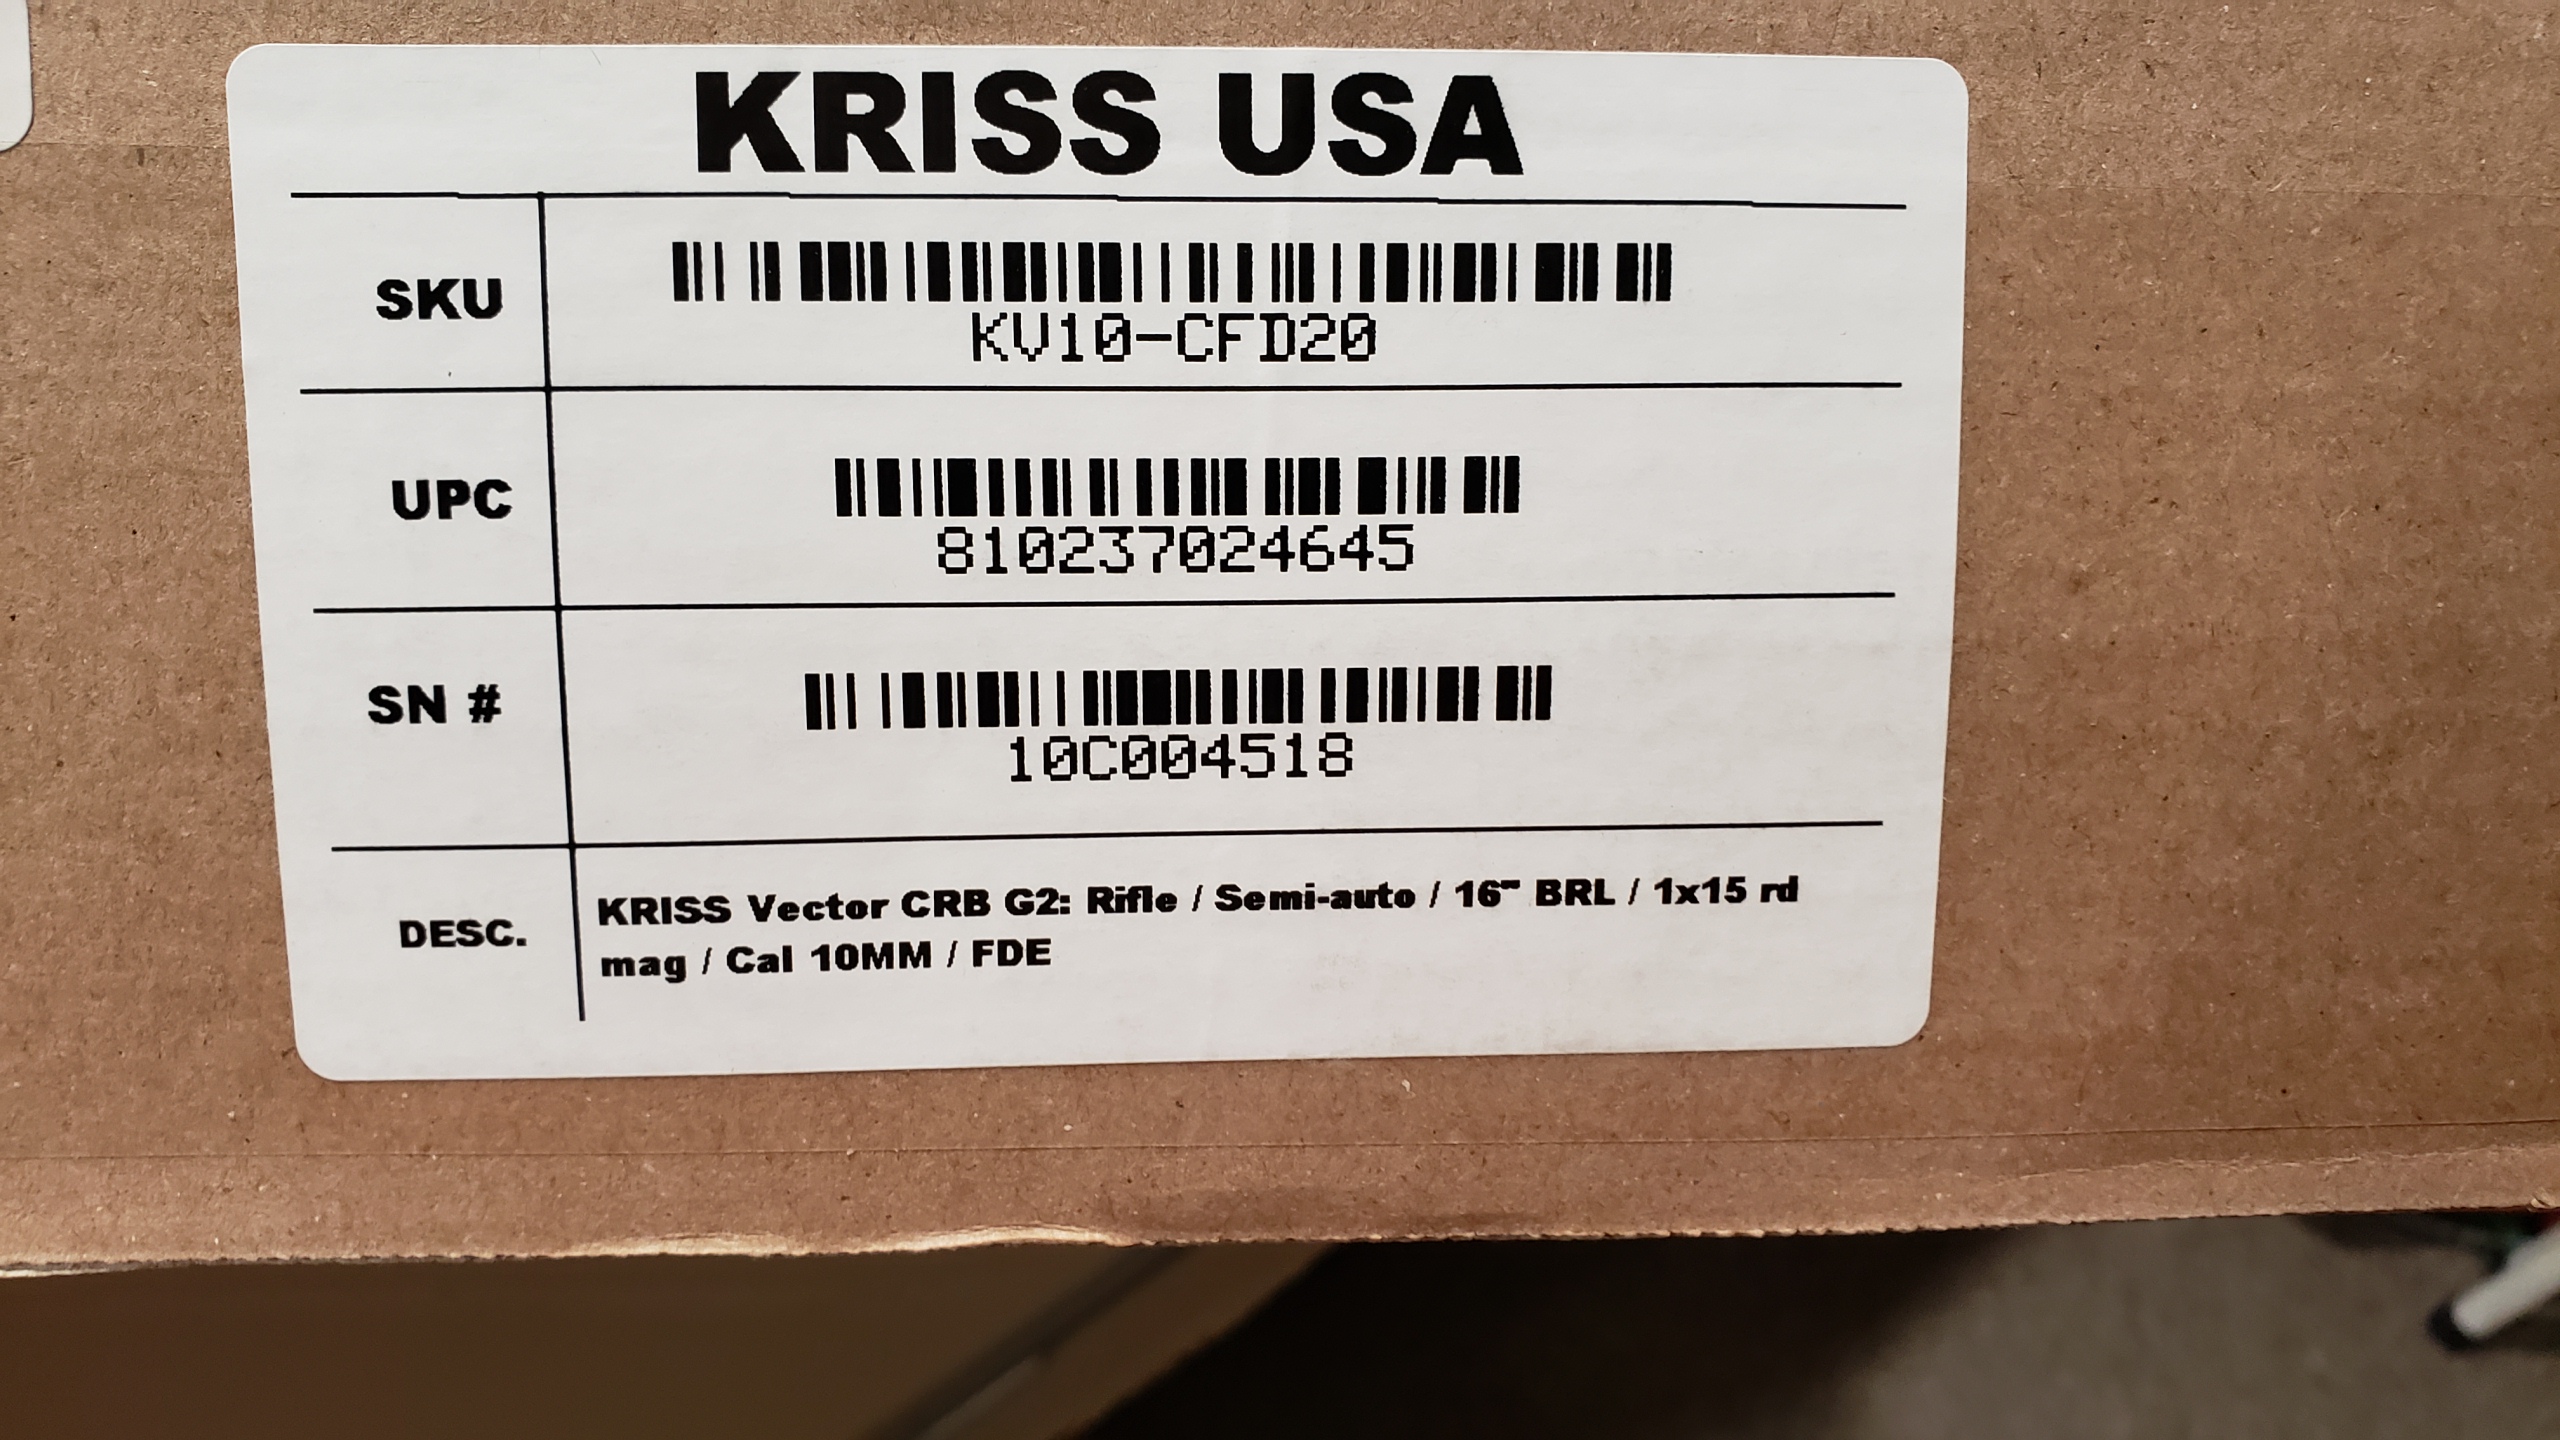 KRISS USA
SKU
KV10-CFD20
UPC
810237024645
SN #
10C004518
DESC.
KRISS Vector CRB G2: Rifle / Semi-auto / 16" BRL / 1x15 rd
mag / Cal 10MM / FDE